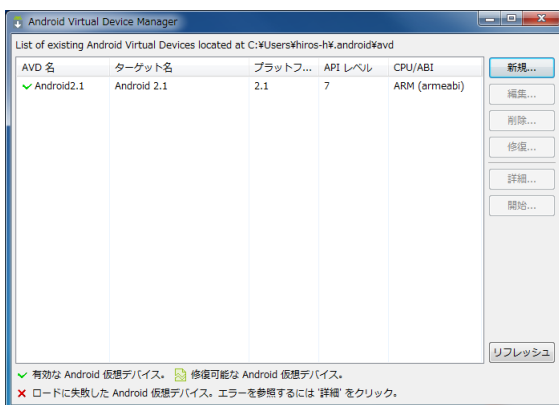 Android Virtual Device Manager
List of existing Android Virtual Devices located at C:¥Users¥hiros-h¥.android¥avd
AVD 名 ターゲット名 プラットフ... API レベル CPU/ABI
Android2.1 Android 2.1 2.1 7 ARM (armeabi)
新規...
編集...
削除...
修復...
詳細...
開始...
リフレッシュ
有効な Android 仮想デバイス。 修復可能な Android 仮想デバイス。
ロードに失敗した Android 仮想デバイス。エラーを参照するには '詳細' をクリック。